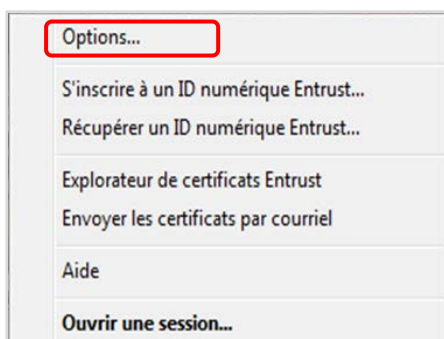 Options...
S'inscrire à un ID numérique Entrust...
Récupérer un ID numérique Entrust...
Explorateur de certificats Entrust
Envoyer les certificats par courriel
Aide
Ouvrir une session...